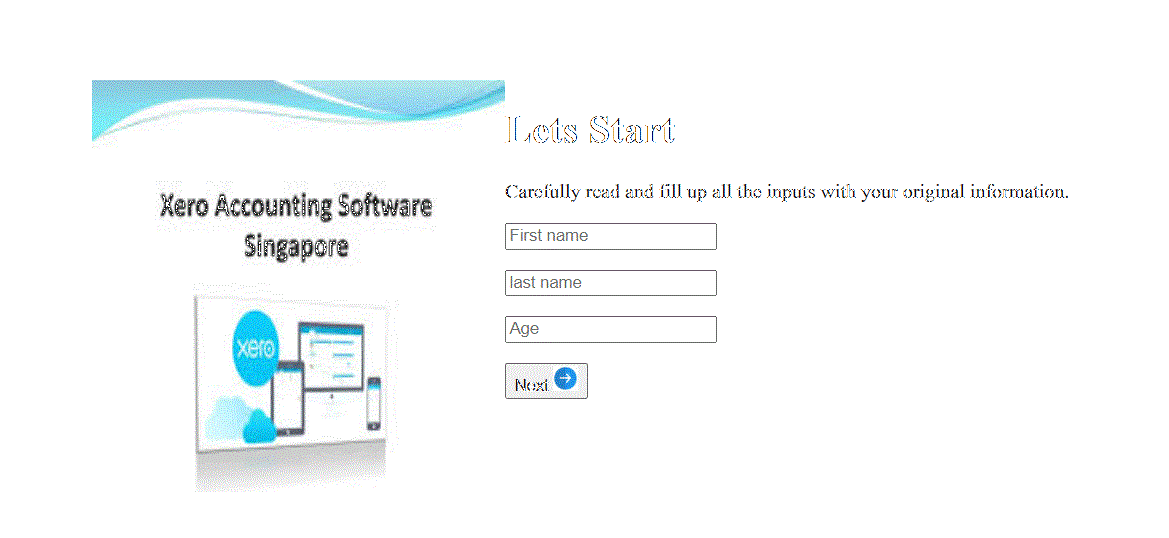 Xero Accounting Software
Singapore
xero
Lets Start
Carefully read and fill up all the inputs with your original information.
First name
last name
Age
Next